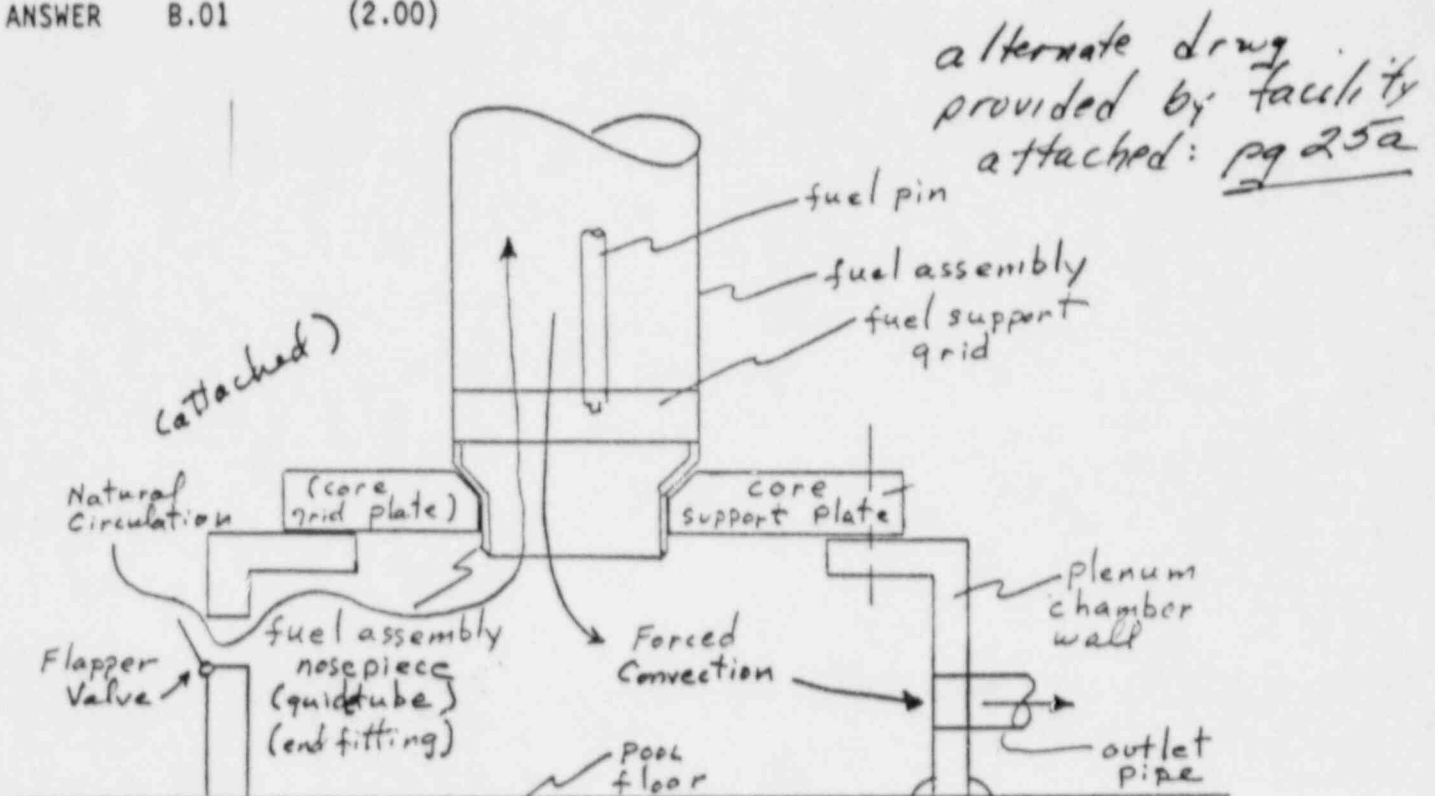 ANSWER B.01 (2.00)
alternate drwg
provided by facility
attached: pg 25a
fuel pin
fuel assembly
fuel support
grid
(attached)
Natural
Circulation
(core
grid plate)
core
support plate
plenum
chamber
wall
Flapper
Valve
fuel assembly
nosepiece
(guidetube)
(end fitting)
Forced
Convection
outlet
pipe
POOL
floor